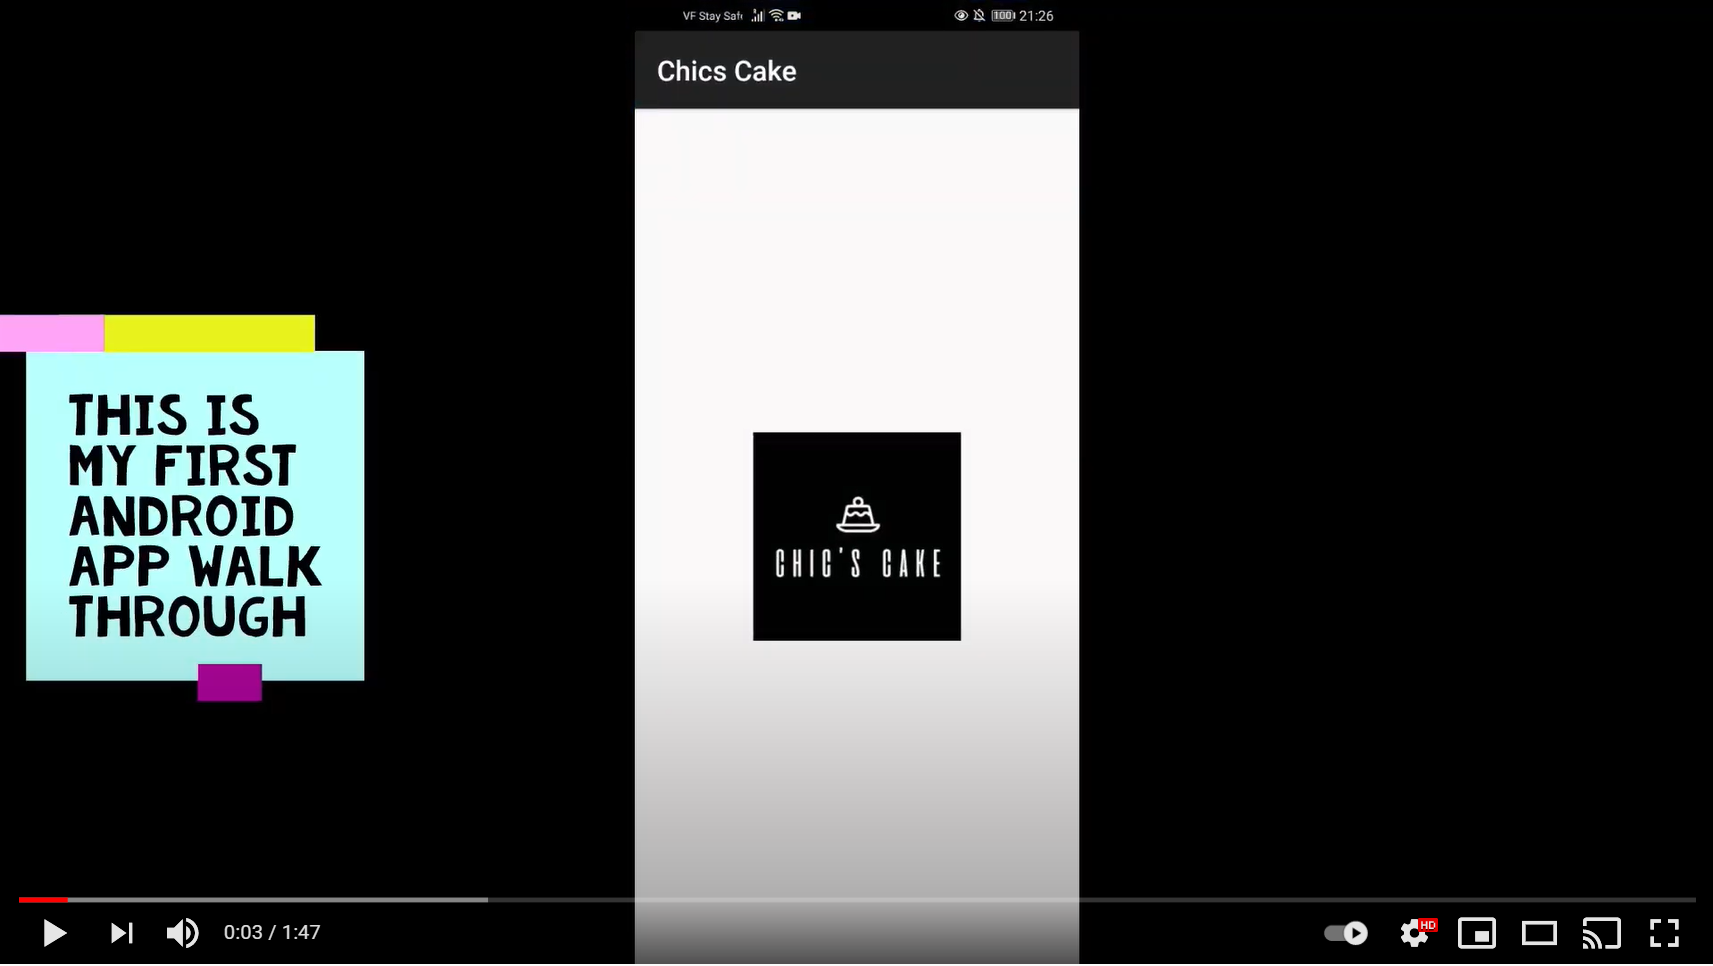 VF Stay Saf
100 21:26
Chics Cake
THIS IS
MY FIRST
ANDROID
APP WALK
THROUGH
CHIC'S CAKE
0:03 / 1:47
HD